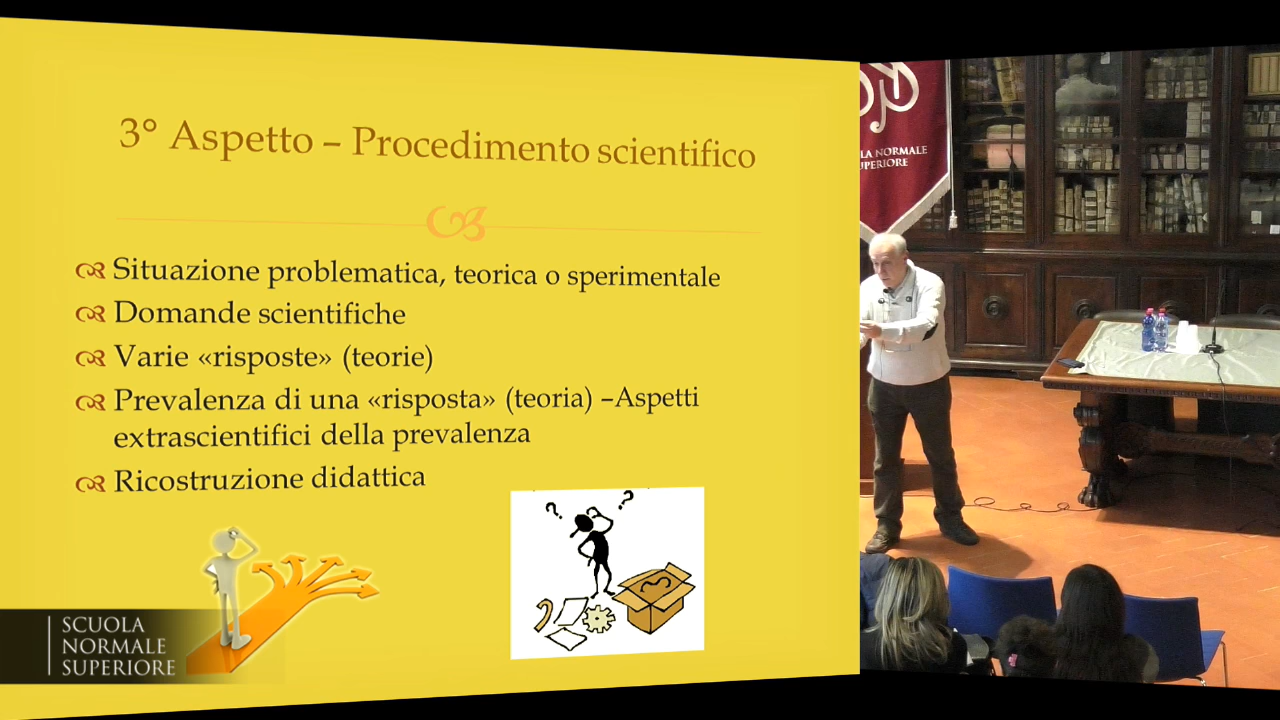 3° Aspetto – Procedimento scientifico
Situazione problematica, teorica o sperimentale
Domande scientifiche
Varie «risposte» (teorie)
Prevalenza di una «risposta» (teoria) –Aspetti
extrascientifici della prevalenza
Ricostruzione didattica
? ?
SCUOLA
NORMALE
SUPERIORE
LA NORMALE
UPERIORE